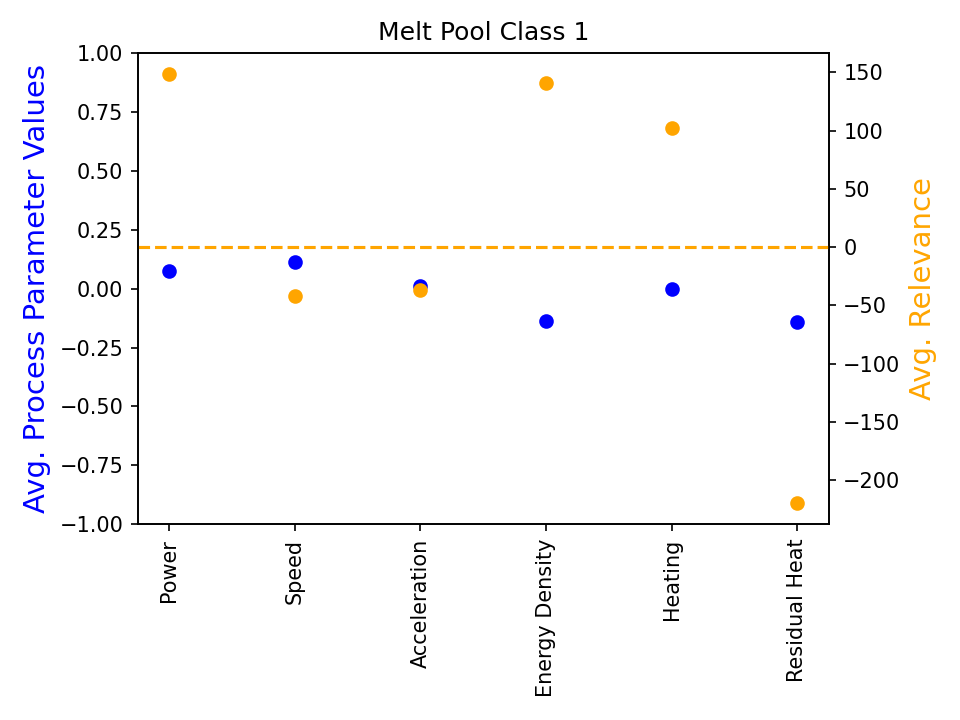 Melt Pool Class 1
Avg. Process Parameter Values
1.00
0.75
0.50
0.25
0.00
−0.25
−0.50
−0.75
−1.00
150
100
50
0
−50
−100
−150
−200
Avg. Relevance
Power
Speed
Acceleration
Energy Density
Heating
Residual Heat